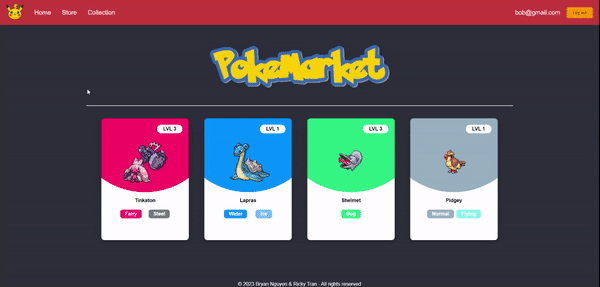 Home Store Collection bob@gmail.com Log out
PokeMarket
LVL 3 LVL 1 LVL 3 LVL 1
Tinkaton Lapras Shelmet Pidgey
Fairy Steel Water Ice Bug Normal Flying
© 2023 Bryan Nguyen & Ricky Tran - All rights reserved